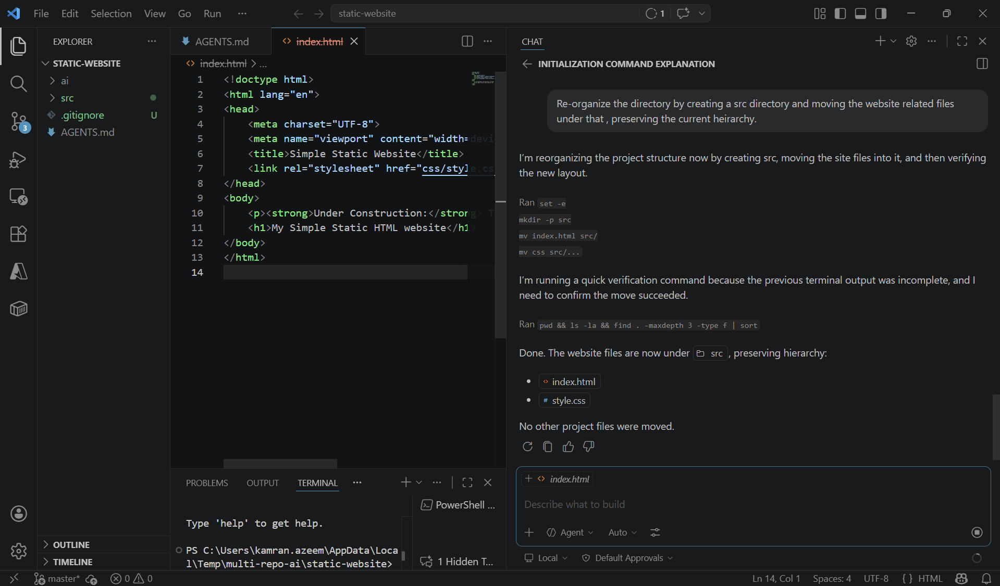 File Edit Selection View Go Run ···
static-website
1
EXPLORER
STATIC-WEBSITE
ai
src
.gitignore U
AGENTS.md
3
OUTLINE
TIMELINE
AGENTS.md
index.html
index.html > ...
1 <!doctype html>
2 <html lang="en">
3 <head>
4 <meta charset="UTF-8">
5 <meta name="viewport" content="width=devi
6 <title>Simple Static Website</title>
7 <link rel="stylesheet" href="css/style.cs
8 </head>
9 <body>
10 <p><strong>Under Construction:</strong> T
11 <h1>My Simple Static HTML website</h1>
12 </body>
13 </html>
14
PROBLEMS OUTPUT TERMINAL ···
Type 'help' to get help.
PS C:\Users\kamran.azeem\AppData\Loca
l\Temp\multi-repo-ai\static-website>
PowerShell ...
1 Hidden T...
CHAT
INITIALIZATION COMMAND EXPLANATION
Re-organize the directory by creating a src directory and moving the website related files
under that , preserving the current heirarchy.
I'm reorganizing the project structure now by creating src, moving the site files into it, and then verifying
the new layout.
Ran set -e
mkdir -p src
mv index.html src/
mv css src/...
I'm running a quick verification command because the previous terminal output was incomplete, and I
need to confirm the move succeeded.
Ran pwd && ls -la && find . -maxdepth 3 -type f | sort
Done. The website files are now under src , preserving hierarchy:
• index.html
• # style.css
No other project files were moved.
+ index.html
Describe what to build
Agent Auto
Local Default Approvals
master* 0 0
Ln 14, Col 1 Spaces: 4 UTF-8 {} HTML